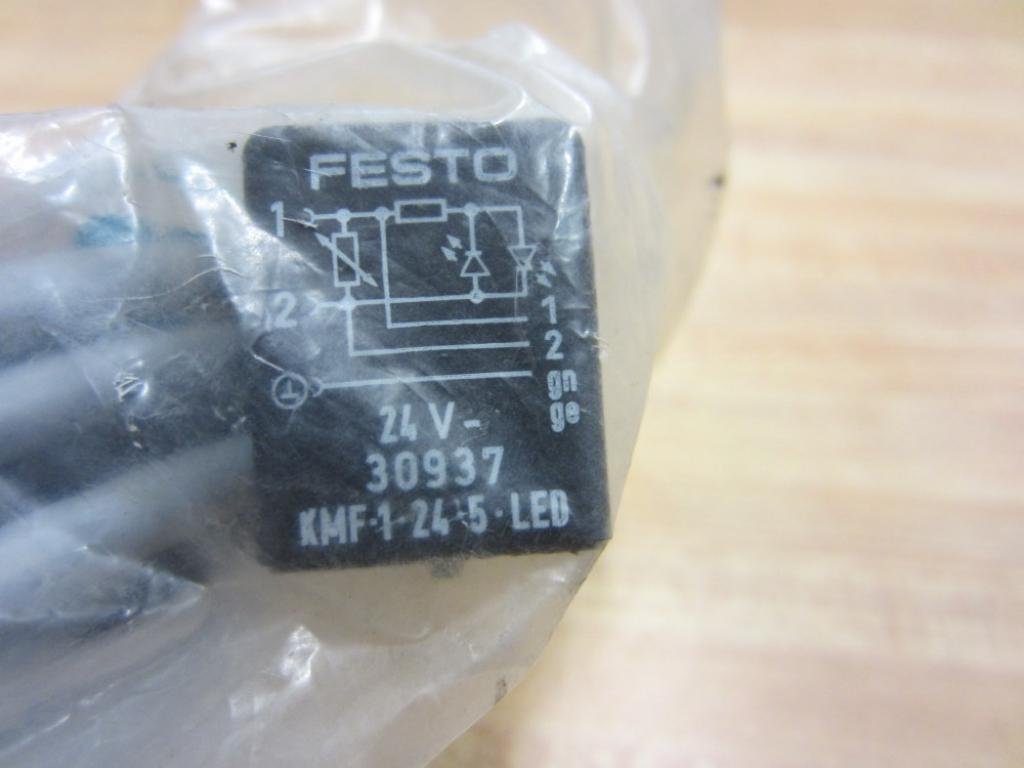 FESTO
1
2
1
2
gn
ge
24 V -
30937
KMF-1-24-5-LED